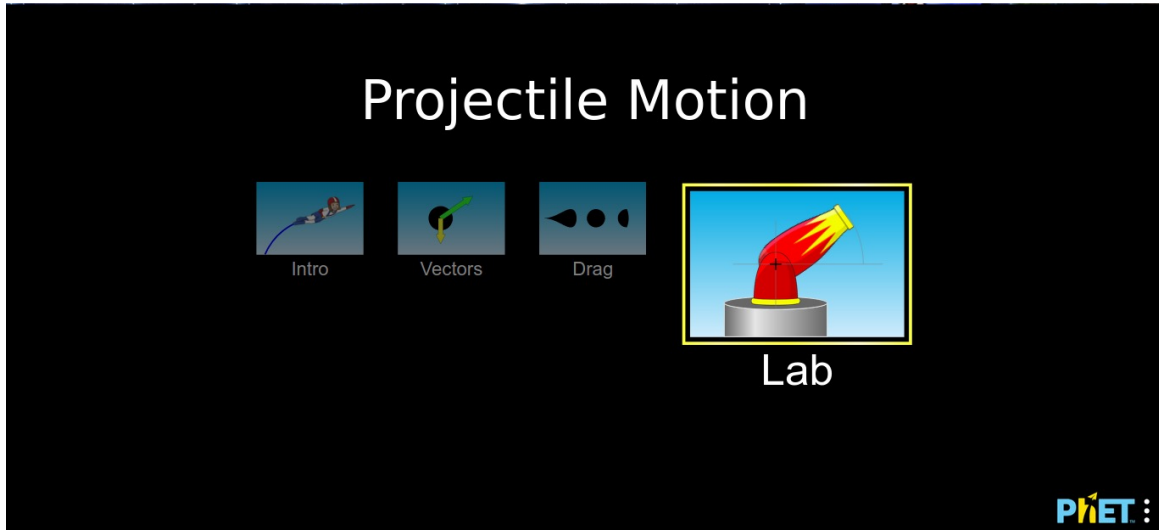 Projectile Motion
Intro
Vectors
Drag
Lab
PhET